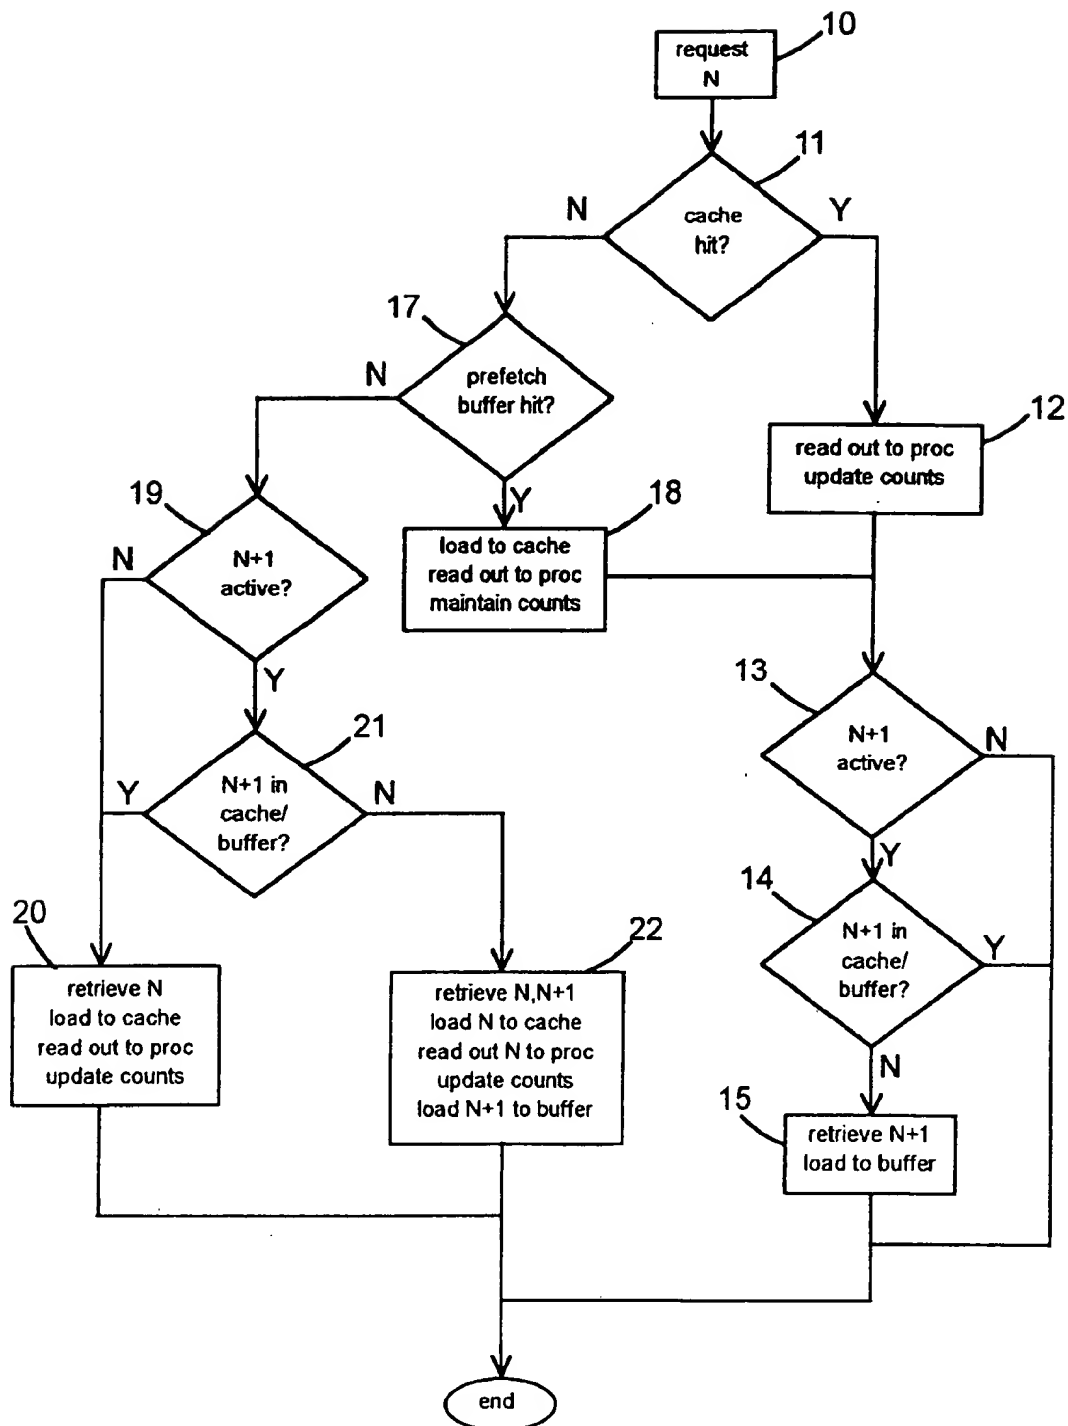 10
request
N
11
cache
hit?
N
Y
17
prefetch
buffer hit?
N
Y
12
read out to proc
update counts
18
load to cache
read out to proc
maintain counts
19
N+1
active?
N
Y
13
N+1
active?
N
Y
21
N+1 in
cache/
buffer?
Y
N
14
N+1 in
cache/
buffer?
Y
N
20
retrieve N
load to cache
read out to proc
update counts
22
retrieve N,N+1
load N to cache
read out N to proc
update counts
load N+1 to buffer
15
retrieve N+1
load to buffer
end